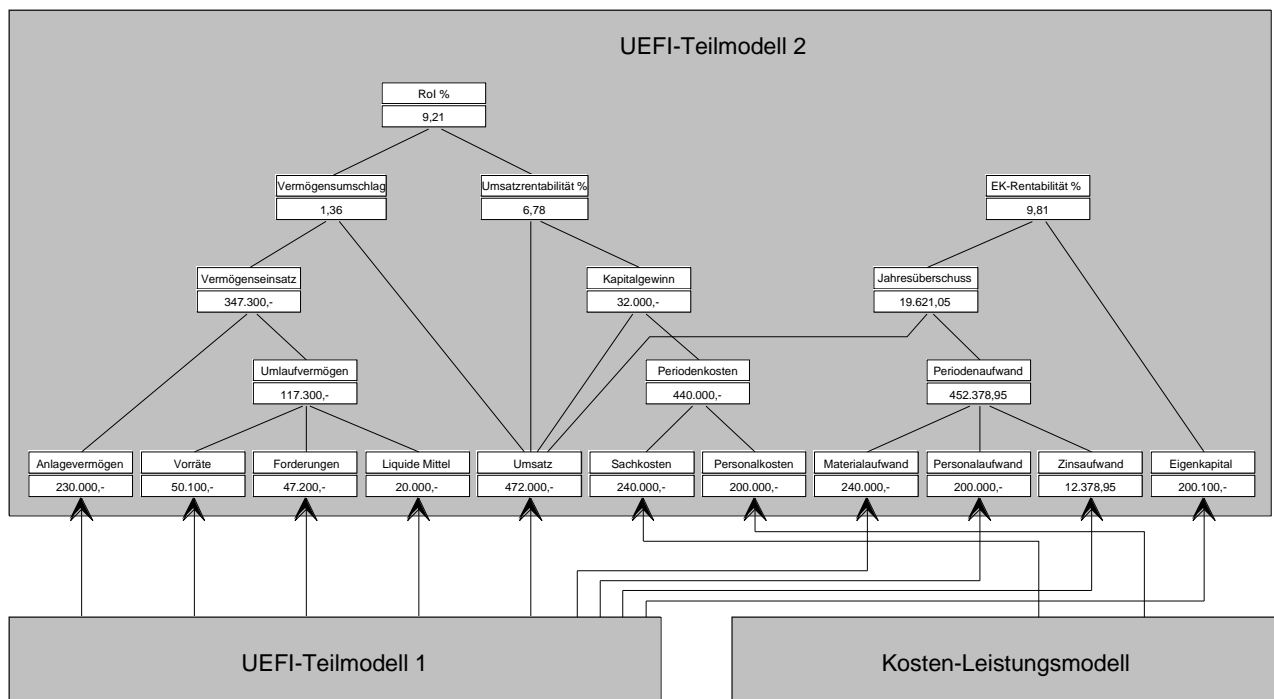 UEFI-Teilmodell 2
RoI %
9,21
Vermögensumschlag
1,36
Umsatzrentabilität %
6,78
EK-Rentabilität %
9,81
Vermögenseinsatz
347.300,-
Kapitalgewinn
32.000,-
Jahresüberschuss
19.621,05
Umlaufvermögen
117.300,-
Periodenkosten
440.000,-
Periodenaufwand
452.378,95
Anlagevermögen
230.000,-
Vorräte
50.100,-
Forderungen
47.200,-
Liquide Mittel
20.000,-
Umsatz
472.000,-
Sachkosten
240.000,-
Personalkosten
200.000,-
Materialaufwand
240.000,-
Personalaufwand
200.000,-
Zinsaufwand
12.378,95
Eigenkapital
200.100,-
UEFI-Teilmodell 1
Kosten-Leistungsmodell